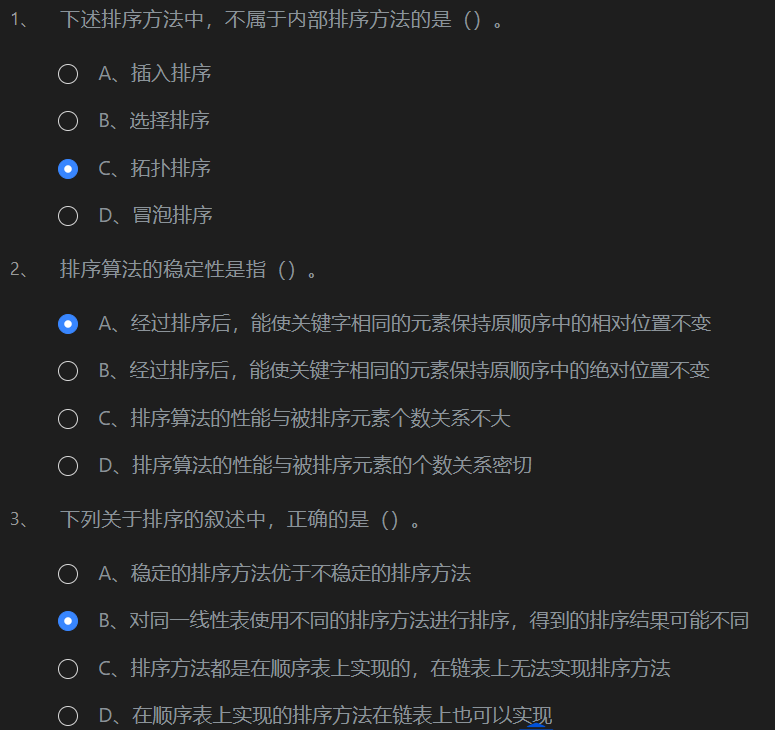 1、 下述排序方法中，不属于内部排序方法的是（）。
A、插入排序
B、选择排序
C、拓扑排序
D、冒泡排序
2、 排序算法的稳定性是指（）。
A、经过排序后，能使关键字相同的元素保持原顺序中的相对位置不变
B、经过排序后，能使关键字相同的元素保持原顺序中的绝对位置不变
C、排序算法的性能与被排序元素个数关系不大
D、排序算法的性能与被排序元素的个数关系密切
3、 下列关于排序的叙述中，正确的是（）。
A、稳定的排序方法优于不稳定的排序方法
B、对同一线性表使用不同的排序方法进行排序，得到的排序结果可能不同
C、排序方法都是在顺序表上实现的，在链表上无法实现排序方法
D、在顺序表上实现的排序方法在链表上也可以实现